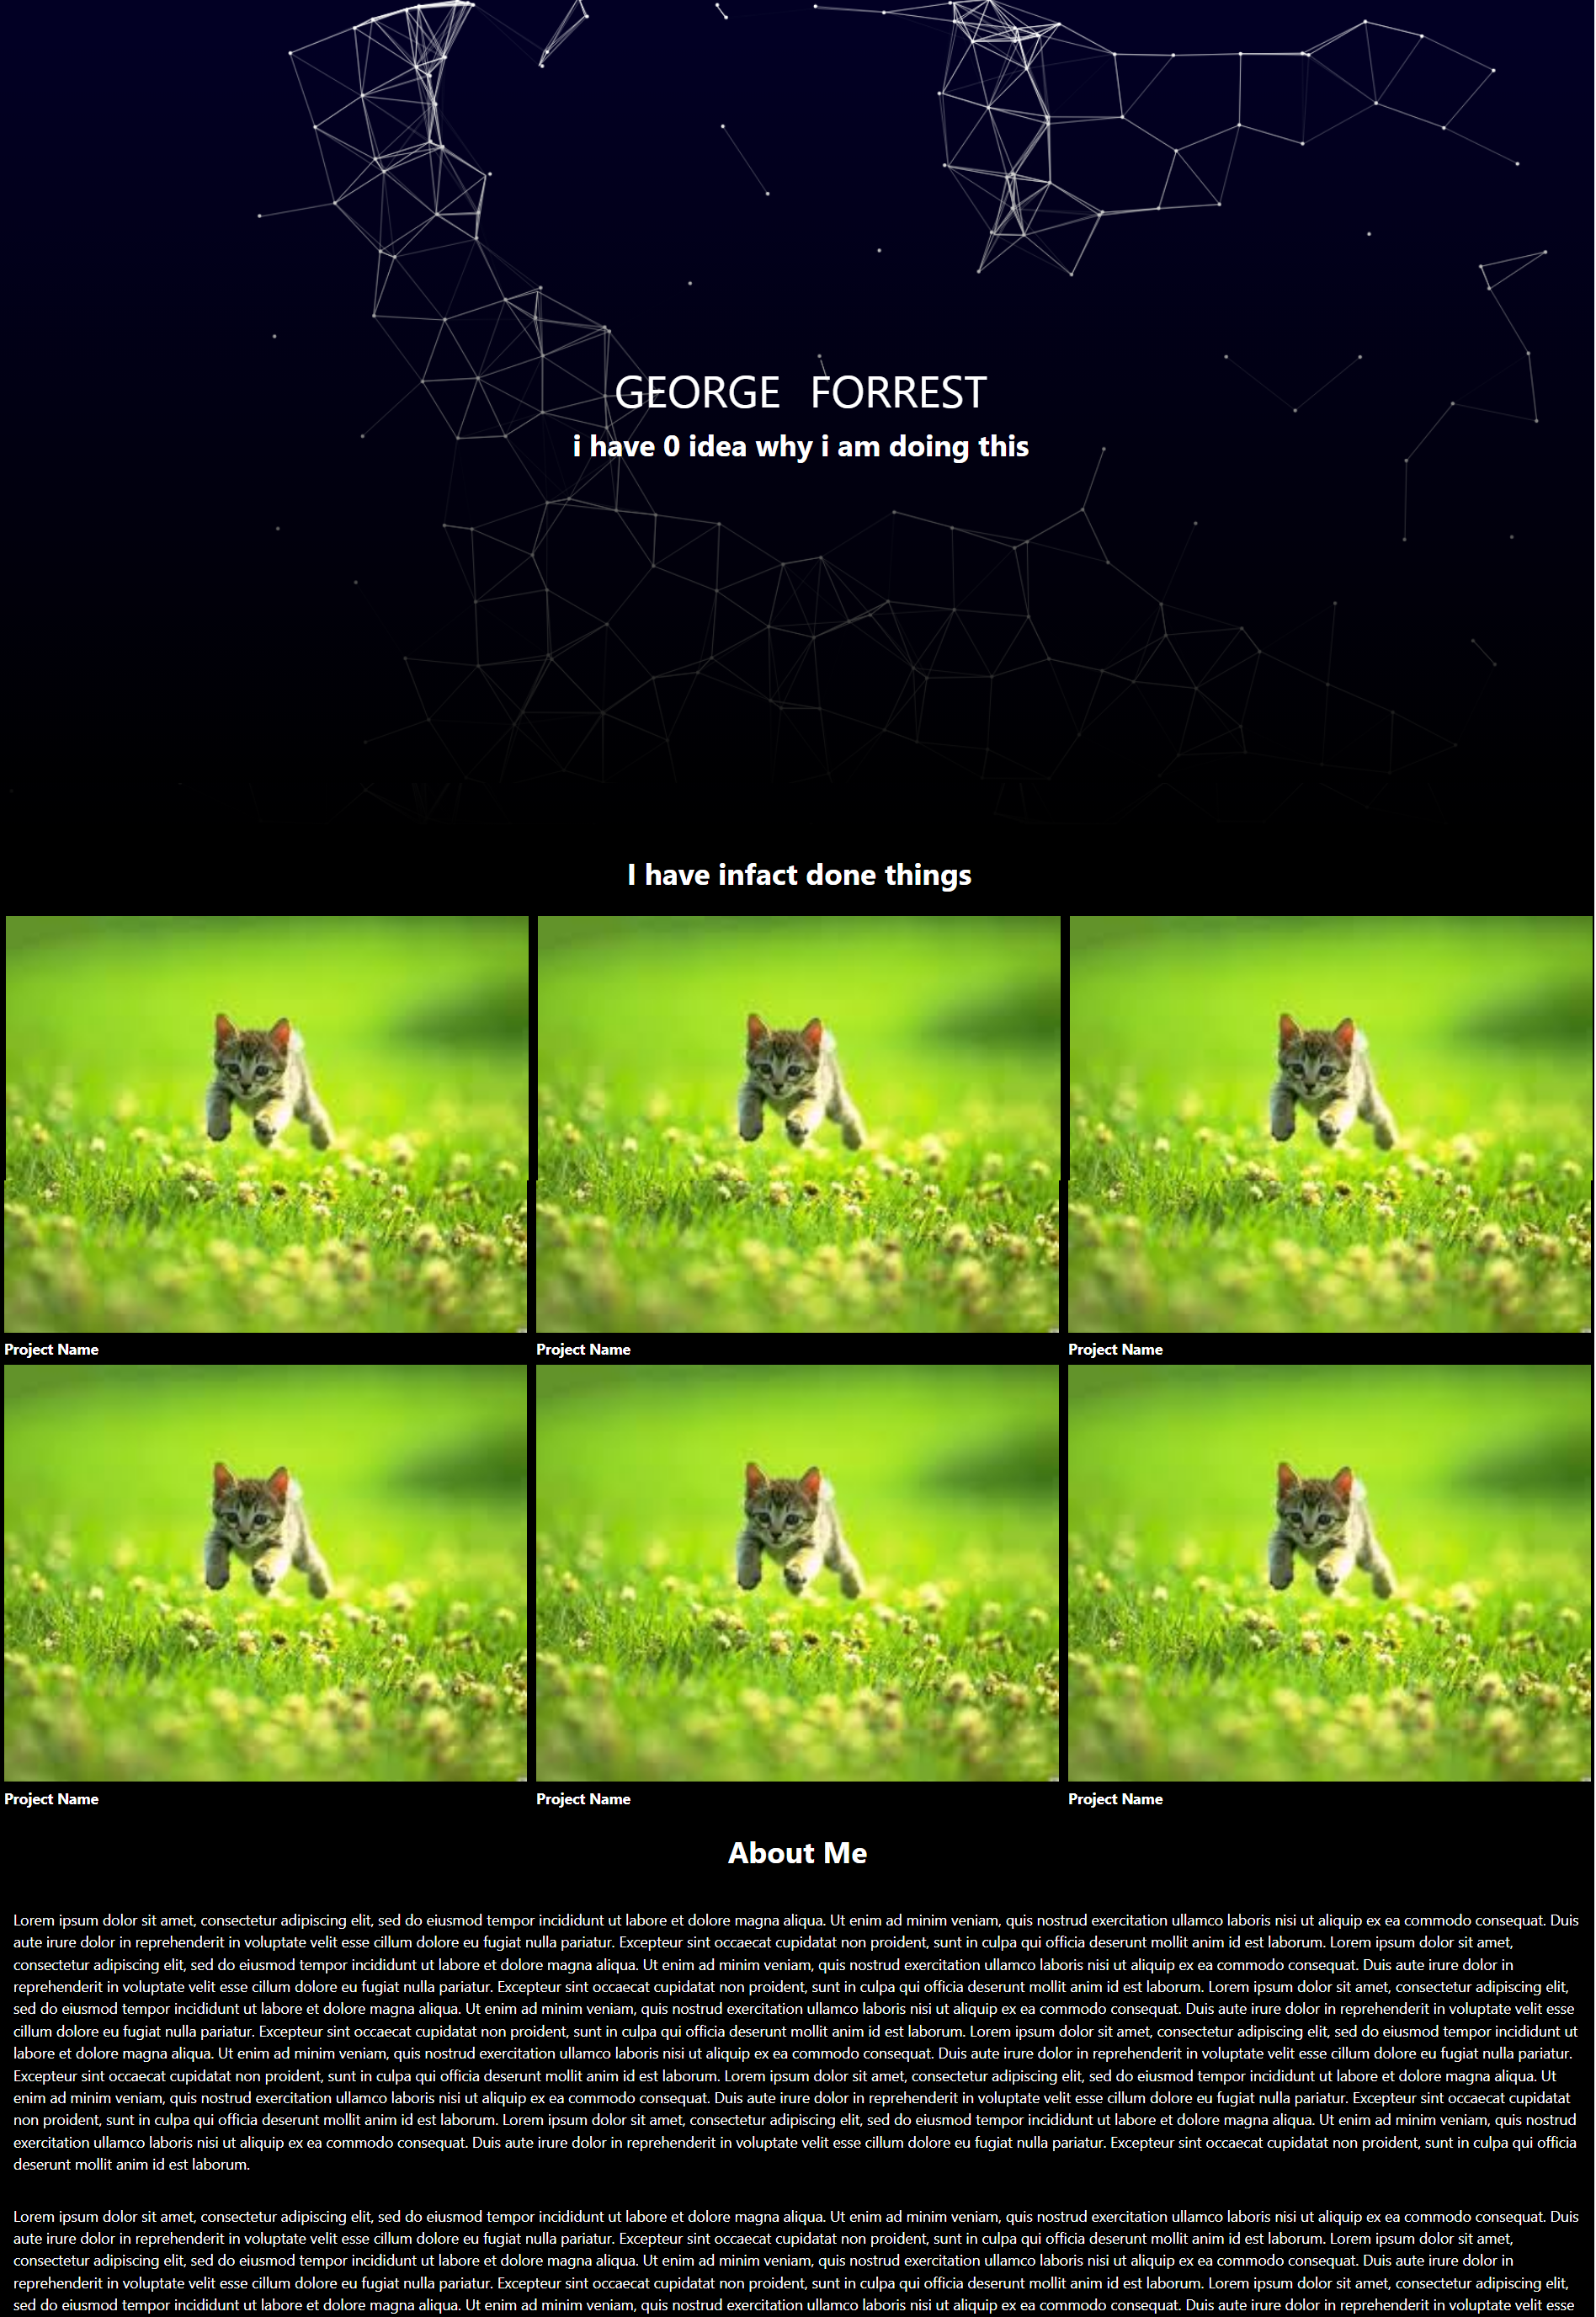 GEORGE FORREST
i have 0 idea why i am doing this
I have infact done things
Project Name
Project Name
Project Name
Project Name
Project Name
Project Name
About Me
Lorem ipsum dolor sit amet, consectetur adipiscing elit, sed do eiusmod tempor incididunt ut labore et dolore magna aliqua. Ut enim ad minim veniam, quis nostrud exercitation ullamco laboris nisi ut aliquip ex ea commodo consequat. Duis
aute irure dolor in reprehenderit in voluptate velit esse cillum dolore eu fugiat nulla pariatur. Excepteur sint occaecat cupidatat non proident, sunt in culpa qui officia deserunt mollit anim id est laborum. Lorem ipsum dolor sit amet,
consectetur adipiscing elit, sed do eiusmod tempor incididunt ut labore et dolore magna aliqua. Ut enim ad minim veniam, quis nostrud exercitation ullamco laboris nisi ut aliquip ex ea commodo consequat. Duis aute irure dolor in
reprehenderit in voluptate velit esse cillum dolore eu fugiat nulla pariatur. Excepteur sint occaecat cupidatat non proident, sunt in culpa qui officia deserunt mollit anim id est laborum. Lorem ipsum dolor sit amet, consectetur adipiscing elit,
sed do eiusmod tempor incididunt ut labore et dolore magna aliqua. Ut enim ad minim veniam, quis nostrud exercitation ullamco laboris nisi ut aliquip ex ea commodo consequat. Duis aute irure dolor in reprehenderit in voluptate velit esse
cillum dolore eu fugiat nulla pariatur. Excepteur sint occaecat cupidatat non proident, sunt in culpa qui officia deserunt mollit anim id est laborum. Lorem ipsum dolor sit amet, consectetur adipiscing elit, sed do eiusmod tempor incididunt ut
labore et dolore magna aliqua. Ut enim ad minim veniam, quis nostrud exercitation ullamco laboris nisi ut aliquip ex ea commodo consequat. Duis aute irure dolor in reprehenderit in voluptate velit esse cillum dolore eu fugiat nulla pariatur.
Excepteur sint occaecat cupidatat non proident, sunt in culpa qui officia deserunt mollit anim id est laborum. Lorem ipsum dolor sit amet, consectetur adipiscing elit, sed do eiusmod tempor incididunt ut labore et dolore magna aliqua. Ut
enim ad minim veniam, quis nostrud exercitation ullamco laboris nisi ut aliquip ex ea commodo consequat. Duis aute irure dolor in reprehenderit in voluptate velit esse cillum dolore eu fugiat nulla pariatur. Excepteur sint occaecat cupidatat
non proident, sunt in culpa qui officia deserunt mollit anim id est laborum. Lorem ipsum dolor sit amet, consectetur adipiscing elit, sed do eiusmod tempor incididunt ut labore et dolore magna aliqua. Ut enim ad minim veniam, quis nostrud
exercitation ullamco laboris nisi ut aliquip ex ea commodo consequat. Duis aute irure dolor in reprehenderit in voluptate velit esse cillum dolore eu fugiat nulla pariatur. Excepteur sint occaecat cupidatat non proident, sunt in culpa qui officia
deserunt mollit anim id est laborum.
Lorem ipsum dolor sit amet, consectetur adipiscing elit, sed do eiusmod tempor incididunt ut labore et dolore magna aliqua. Ut enim ad minim veniam, quis nostrud exercitation ullamco laboris nisi ut aliquip ex ea commodo consequat. Duis
aute irure dolor in reprehenderit in voluptate velit esse cillum dolore eu fugiat nulla pariatur. Excepteur sint occaecat cupidatat non proident, sunt in culpa qui officia deserunt mollit anim id est laborum. Lorem ipsum dolor sit amet,
consectetur adipiscing elit, sed do eiusmod tempor incididunt ut labore et dolore magna aliqua. Ut enim ad minim veniam, quis nostrud exercitation ullamco laboris nisi ut aliquip ex ea commodo consequat. Duis aute irure dolor in
reprehenderit in voluptate velit esse cillum dolore eu fugiat nulla pariatur. Excepteur sint occaecat cupidatat non proident, sunt in culpa qui officia deserunt mollit anim id est laborum. Lorem ipsum dolor sit amet, consectetur adipiscing elit,
sed do eiusmod tempor incididunt ut labore et dolore magna aliqua. Ut enim ad minim veniam, quis nostrud exercitation ullamco laboris nisi ut aliquip ex ea commodo consequat. Duis aute irure dolor in reprehenderit in voluptate velit esse